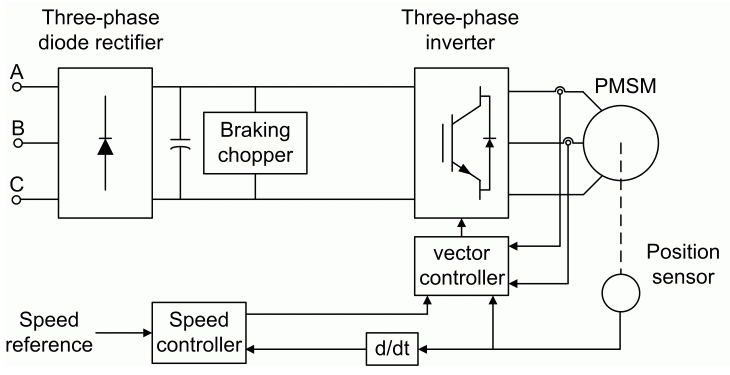 Three-phase
diode rectifier
Three-phase
inverter
A
B
C
Braking
chopper
PMSM
vector
controller
Position
sensor
Speed
reference
Speed
controller
d/dt